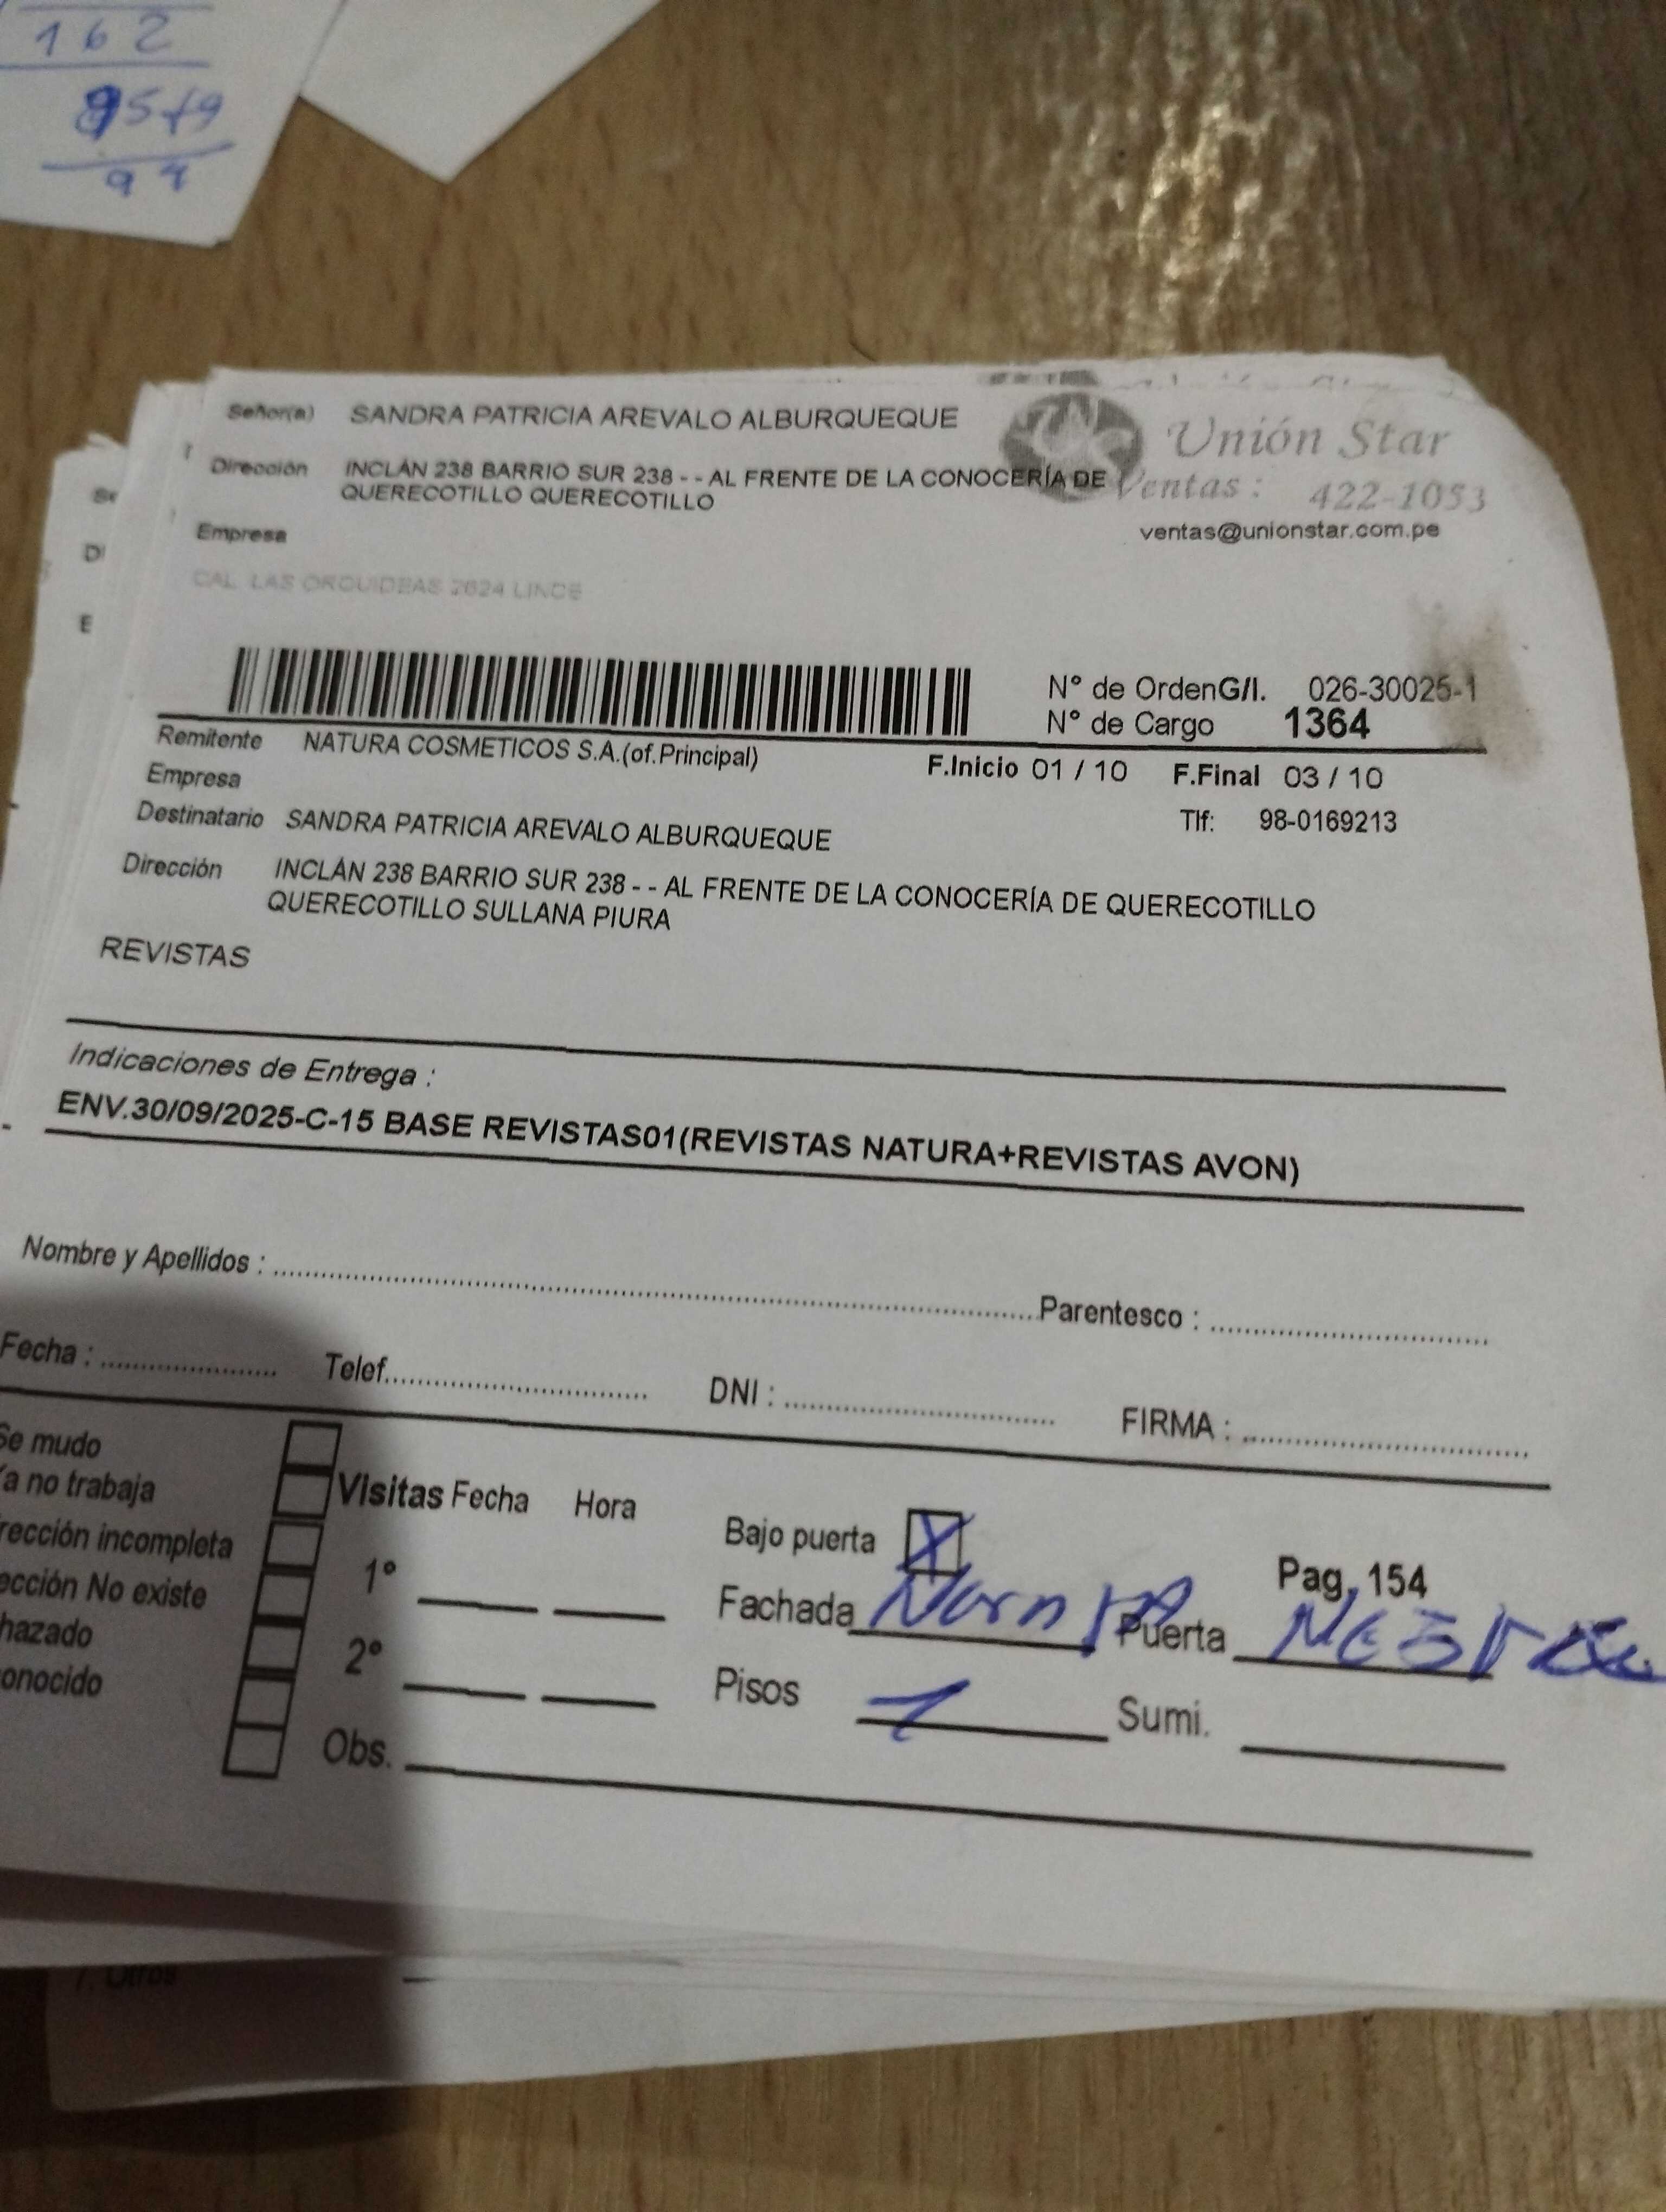 162
95+9
97
Señor(a) SANDRA PATRICIA AREVALO ALBURQUEQUE
Unión Star
Dirección INCLÁN 238 BARRIO SUR 238 - - AL FRENTE DE LA CONOCERÍA DE
QUERECOTILLO QUERECOTILLO
Ventas : 422-1053
ventas@unionstar.com.pe
Empresa
CAL. LAS ORQUIDEAS 2624 LINCE
N° de OrdenG/I. 026-30025-1
N° de Cargo 1364
Remitente NATURA COSMETICOS S.A.(of.Principal)
F.Inicio 01 / 10 F.Final 03 / 10
Empresa
Destinatario SANDRA PATRICIA AREVALO ALBURQUEQUE
Tlf: 98-0169213
Dirección INCLÁN 238 BARRIO SUR 238 - - AL FRENTE DE LA CONOCERÍA DE QUERECOTILLO
QUERECOTILLO SULLANA PIURA
REVISTAS
Indicaciones de Entrega :
ENV.30/09/2025-C-15 BASE REVISTAS01(REVISTAS NATURA+REVISTAS AVON)
Nombre y Apellidos : Parentesco :
Fecha : Telef. DNI : FIRMA :
Se mudo
Ya no trabaja
rección incompleta
ección No existe
hazado
onocido
Visitas Fecha Hora
1°
2°
Obs.
Bajo puerta X
Pag. 154
Fachada Puerta
Pisos 1 Sumi.
7. Otros